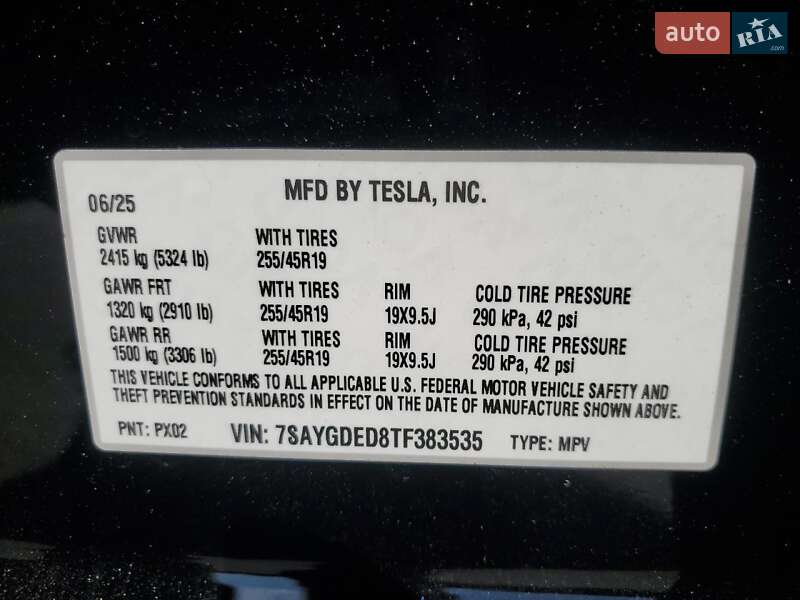 auto RIA .com
MFD BY TESLA, INC.
06/25
GVWR WITH TIRES
2415 kg (5324 lb) 255/45R19
GAWR FRT WITH TIRES RIM COLD TIRE PRESSURE
1320 kg (2910 lb) 255/45R19 19X9.5J 290 kPa, 42 psi
GAWR RR WITH TIRES RIM COLD TIRE PRESSURE
1500 kg (3306 lb) 255/45R19 19X9.5J 290 kPa, 42 psi
THIS VEHICLE CONFORMS TO ALL APPLICABLE U.S. FEDERAL MOTOR VEHICLE SAFETY AND
THEFT PREVENTION STANDARDS IN EFFECT ON THE DATE OF MANUFACTURE SHOWN ABOVE.
PNT: PX02 VIN: 7SAYGDED8TF383535 TYPE: MPV